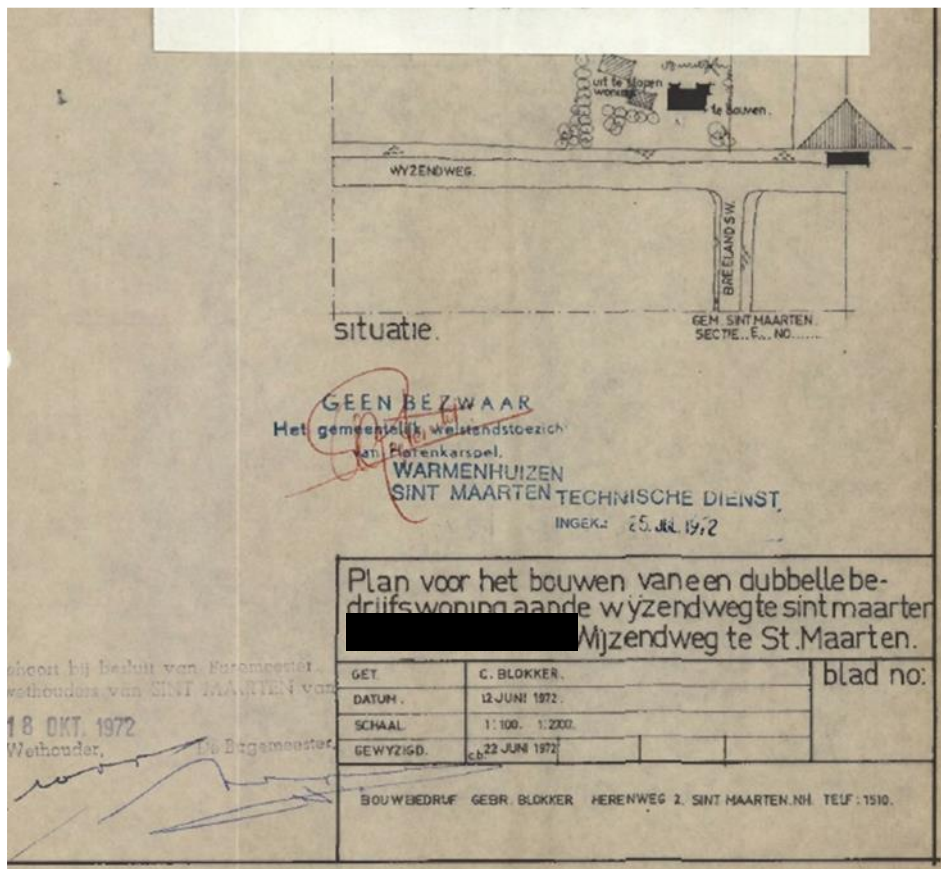 uit te slopen
woning
te bouwen.
WYZENDWEG.
BREELANDSW.
situatie.
GEM. SINT MAARTEN.
SECTIE..E... NO.......
GEEN BEZWAAR
Het gemeentelijk welstandstoezicht
van Harenkarspel.
WARMENHUIZEN
SINT MAARTEN
TECHNISCHE DIENST
INGEK.: 25. JUL. 1972
Plan voor het bouwen van een dubbelle be-
drijfswoning aan de wyzendweg te sint maarten
Wijzendweg te St. Maarten.
GET. C. BLOKKER.
blad no:
DATUM. 12 JUNI 1972.
SCHAAL 1:100. 1:2000.
GEWYZIGD. c.b. 22 JUNI 1972
BOUWBEDRIJF GEBR. BLOKKER HERENWEG 2. SINT MAARTEN.NH. TELF: 1510.
ehoort bij besluit van Burgemeester
wethouders van SINT MAARTEN van
18 OKT. 1972
Wethouder, De Burgemeester,